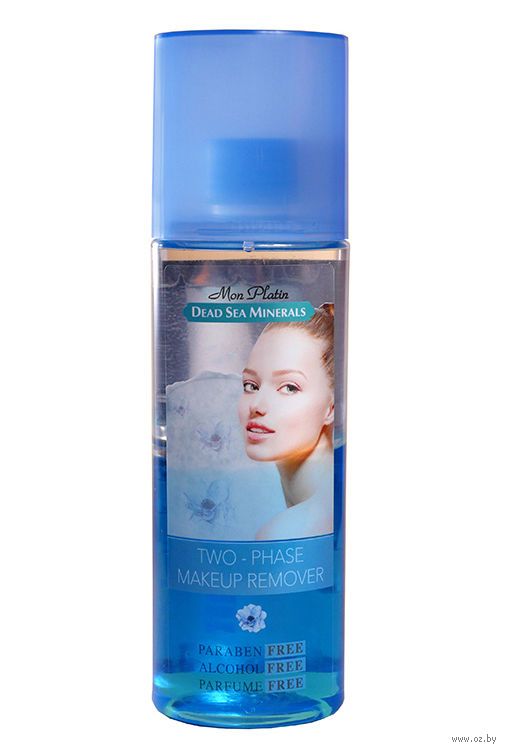 Mon Platin
DEAD SEA MINERALS
TWO - PHASE
MAKEUP REMOVER
PARABEN FREE
ALCOHOL FREE
PARFUME FREE
© www.oz.by